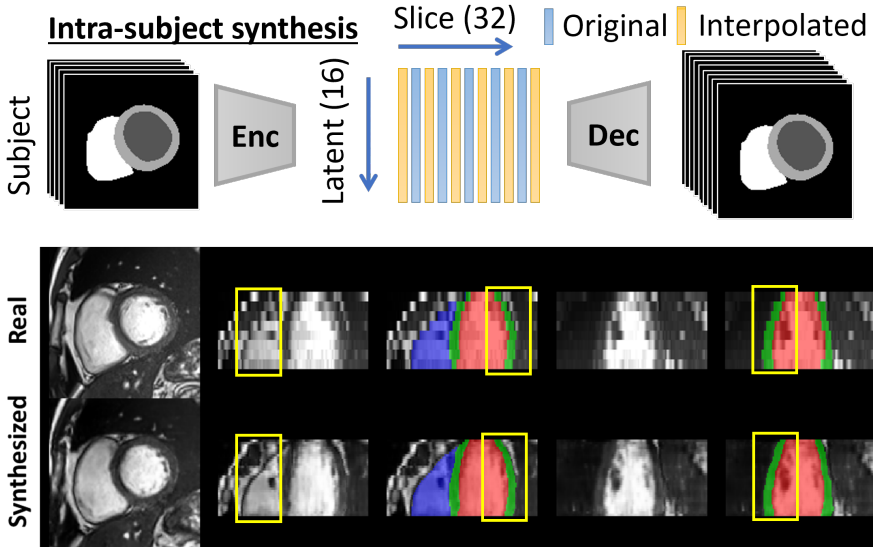 Intra-subject synthesis
Slice (32)
Original
Interpolated
Subject
Enc
Latent (16)
Dec
Real
Synthesized